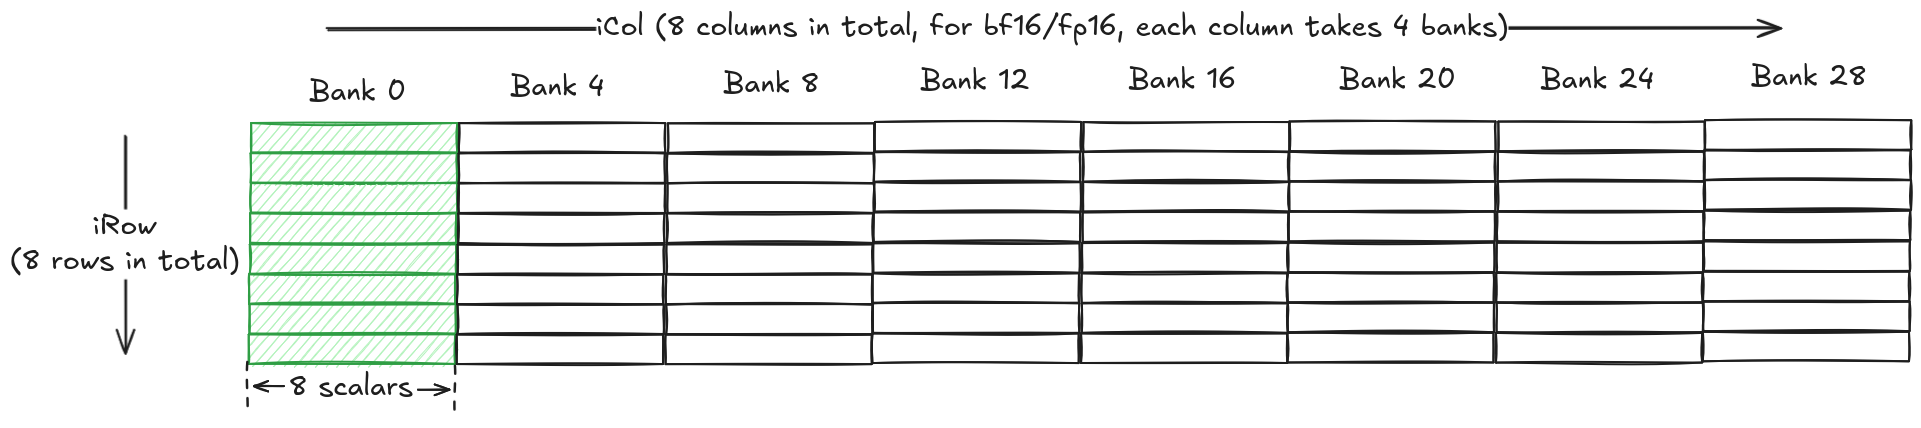 iCol (8 columns in total, for bf16/fp16, each column takes 4 banks)
Bank 0
Bank 4
Bank 8
Bank 12
Bank 16
Bank 20
Bank 24
Bank 28
iRow
(8 rows in total)
8 scalars